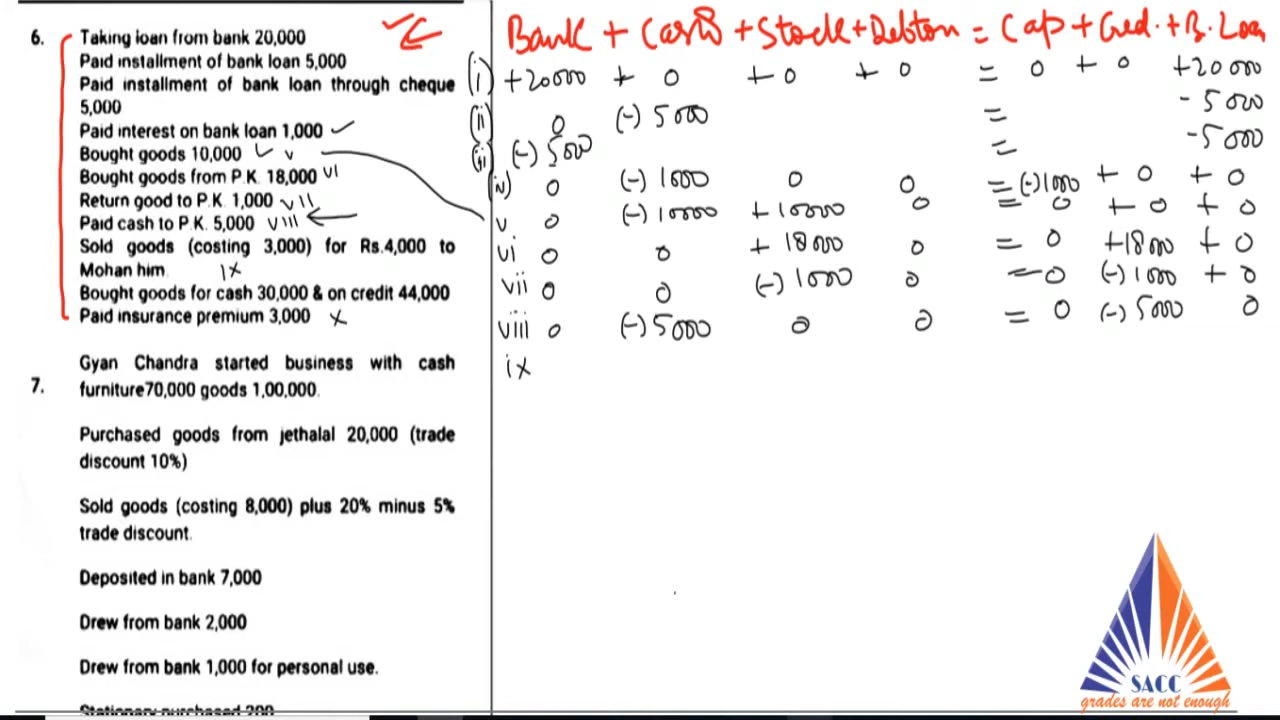 6. Taking loan from bank 20,000
Paid installment of bank loan 5,000
Paid installment of bank loan through cheque
5,000
Paid interest on bank loan 1,000
Bought goods 10,000 v
Bought goods from P.K. 18,000 VI
Return good to P.K. 1,000 VII
Paid cash to P.K. 5,000 VIII
Sold goods (costing 3,000) for Rs.4,000 to
Mohan him. IX
Bought goods for cash 30,000 & on credit 44,000
Paid insurance premium 3,000 X
7. Gyan Chandra started business with cash
furniture70,000 goods 1,00,000.
Purchased goods from jethalal 20,000 (trade
discount 10%)
Sold goods (costing 8,000) plus 20% minus 5%
trade discount.
Deposited in bank 7,000
Drew from bank 2,000
Drew from bank 1,000 for personal use.
Stationary purchased 200
Bank + Cash + Stock + Debtors = Cap + Cred. + B. Loan
(i) +20000 + 0 + 0 + 0 = 0 + 0 +20000
(ii) 0 (-) 5000 = - 5000
(iii) (-) 5000 = -5000
(iv) 0 (-) 1000 0 0 = (-) 1000 + 0 + 0
v 0 (-) 10000 +10000 0 = 0 + 0 + 0
vi 0 0 + 18000 0 = 0 +18000 + 0
vii 0 0 (-) 1000 0 = 0 (-) 1000 + 0
viii 0 (-) 5000 0 0 = 0 (-) 5000 0
ix
SACC
grades are not enough